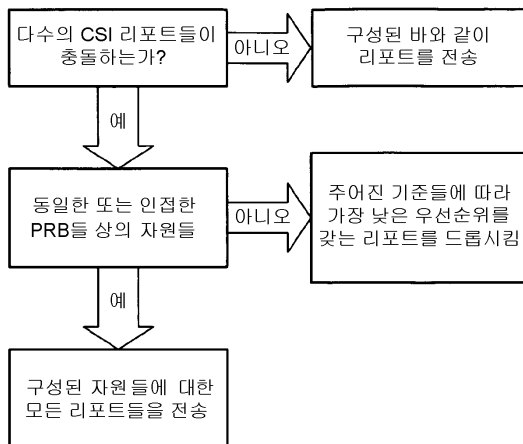 다수의 CSI 리포트들이
충돌하는가?
아니오
구성된 바와 같이
리포트를 전송
예
동일한 또는 인접한
PRB들 상의 자원들
아니오
주어진 기준들에 따라
가장 낮은 우선순위를
갖는 리포트를 드롭시킴
예
구성된 자원들에 대한
모든 리포트들을 전송